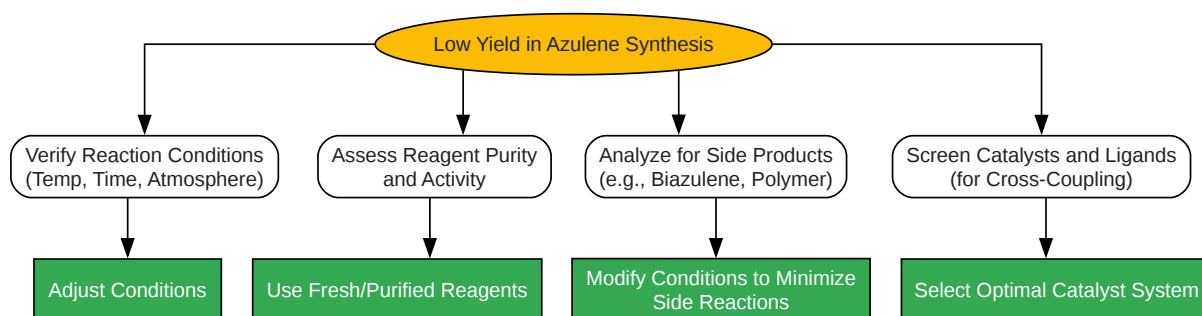 Low Yield in Azulene Synthesis
Verify Reaction Conditions
(Temp, Time, Atmosphere)
Assess Reagent Purity
and Activity
Analyze for Side Products
(e.g., Biazulene, Polymer)
Screen Catalysts and Ligands
(for Cross-Coupling)
Adjust Conditions
Use Fresh/Purified Reagents
Modify Conditions to Minimize
Side Reactions
Select Optimal Catalyst System